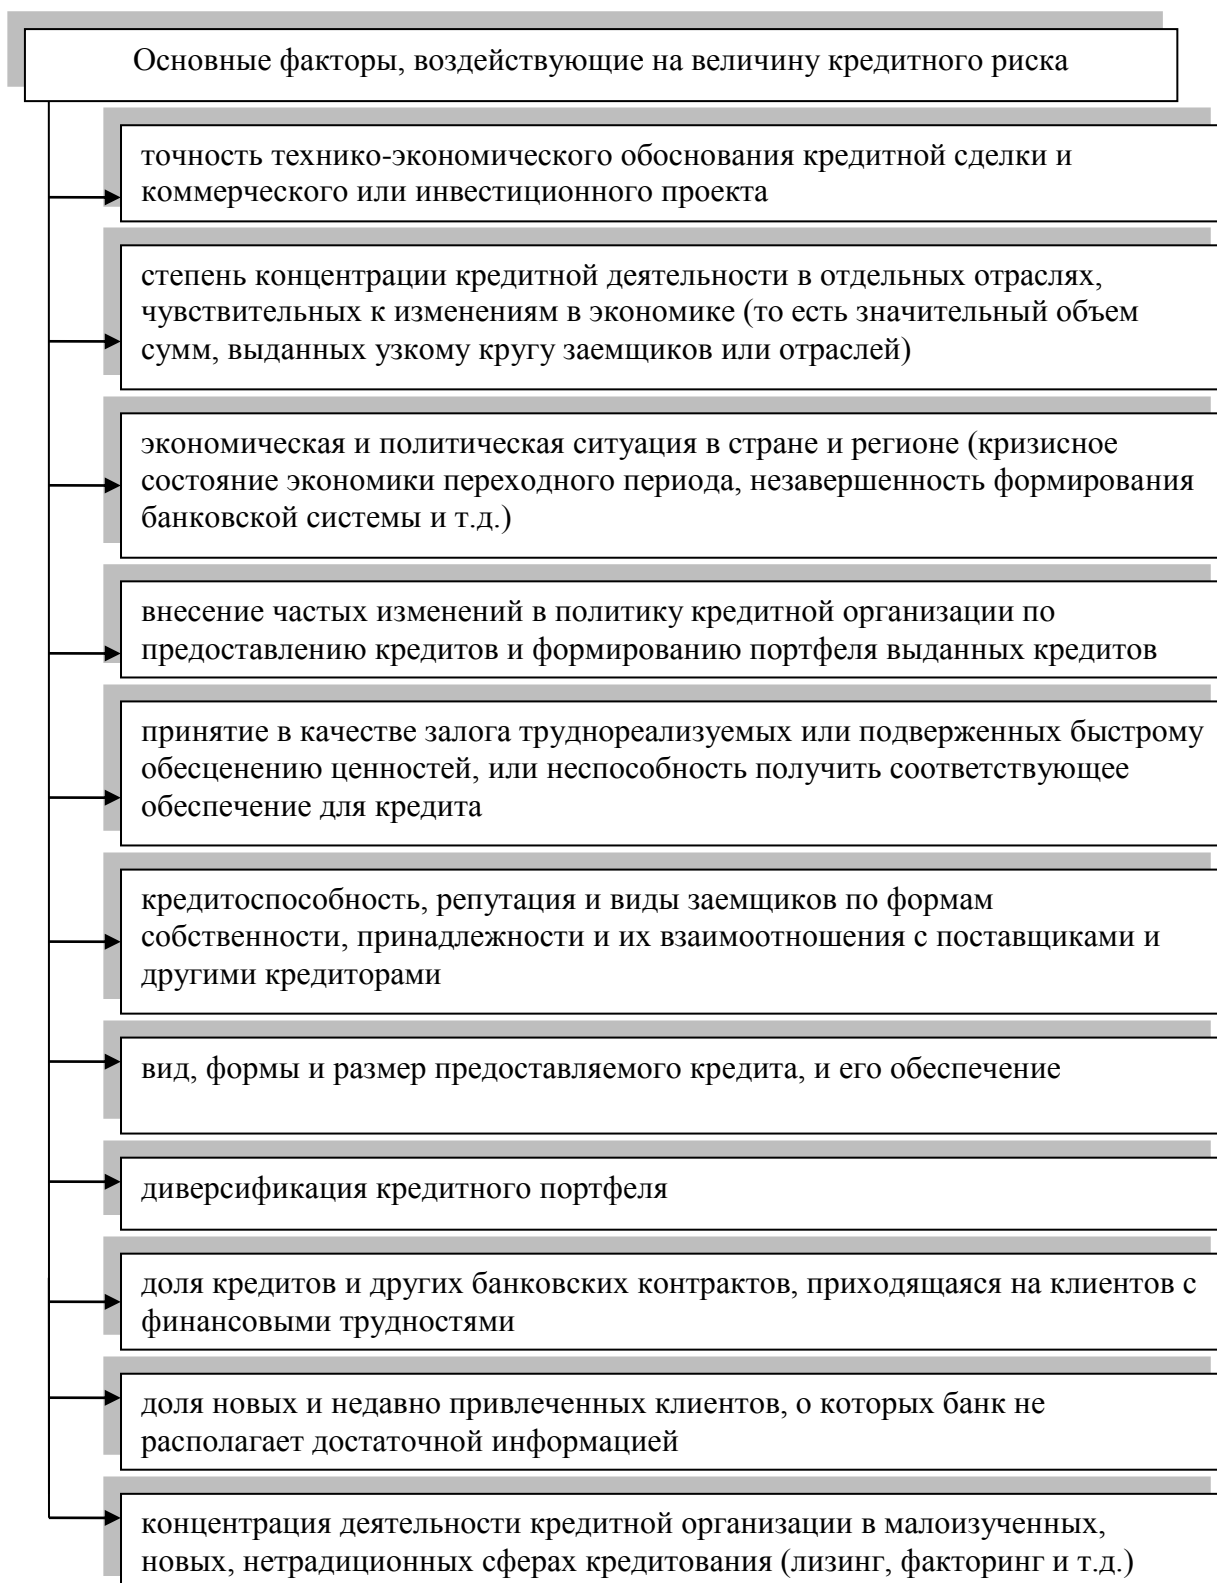 Основные факторы, воздействующие на величину кредитного риска
точность технико-экономического обоснования кредитной сделки и
коммерческого или инвестиционного проекта
степень концентрации кредитной деятельности в отдельных отраслях,
чувствительных к изменениям в экономике (то есть значительный объем
сумм, выданных узкому кругу заемщиков или отраслей)
экономическая и политическая ситуация в стране и регионе (кризисное
состояние экономики переходного периода, незавершенность формирования
банковской системы и т.д.)
внесение частых изменений в политику кредитной организации по
предоставлению кредитов и формированию портфеля выданных кредитов
принятие в качестве залога труднореализуемых или подверженных быстрому
обесценению ценностей, или неспособность получить соответствующее
обеспечение для кредита
кредитоспособность, репутация и виды заемщиков по формам
собственности, принадлежности и их взаимоотношения с поставщиками и
другими кредиторами
вид, формы и размер предоставляемого кредита, и его обеспечение
диверсификация кредитного портфеля
доля кредитов и других банковских контрактов, приходящаяся на клиентов с
финансовыми трудностями
доля новых и недавно привлеченных клиентов, о которых банк не
располагает достаточной информацией
концентрация деятельности кредитной организации в малоизученных,
новых, нетрадиционных сферах кредитования (лизинг, факторинг и т.д.)